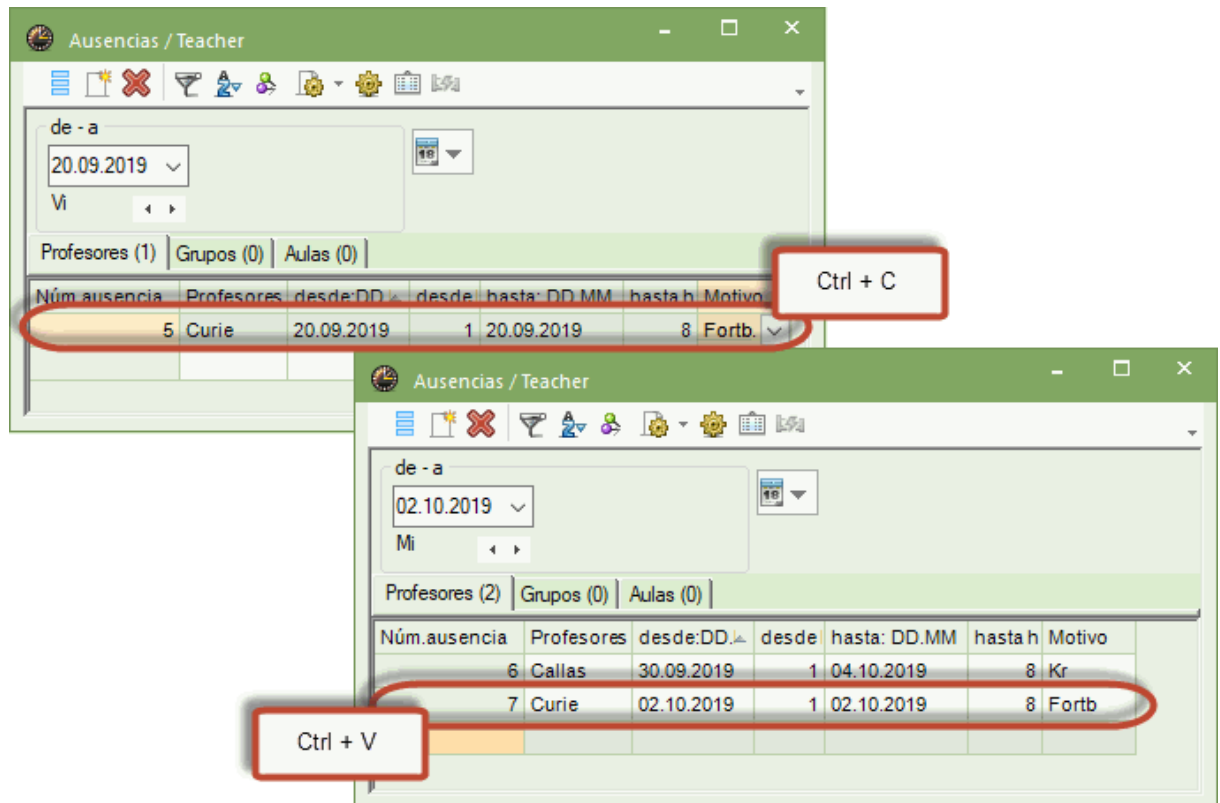 Ausencias / Teacher
de - a
18
20.09.2019
Vi
Profesores (1) Grupos (0) Aulas (0)
Ctrl + C
Núm.ausencia Profesores desde:DD. desde hasta: DD.MM hasta h Motivo
5 Curie 20.09.2019 1 20.09.2019 8 Fortb.
Ausencias / Teacher
de - a
18
02.10.2019
Mi
Profesores (2) Grupos (0) Aulas (0)
Núm.ausencia Profesores desde:DD. desde hasta: DD.MM hasta h Motivo
6 Callas 30.09.2019 1 04.10.2019 8 Kr
7 Curie 02.10.2019 1 02.10.2019 8 Fortb
Ctrl + V